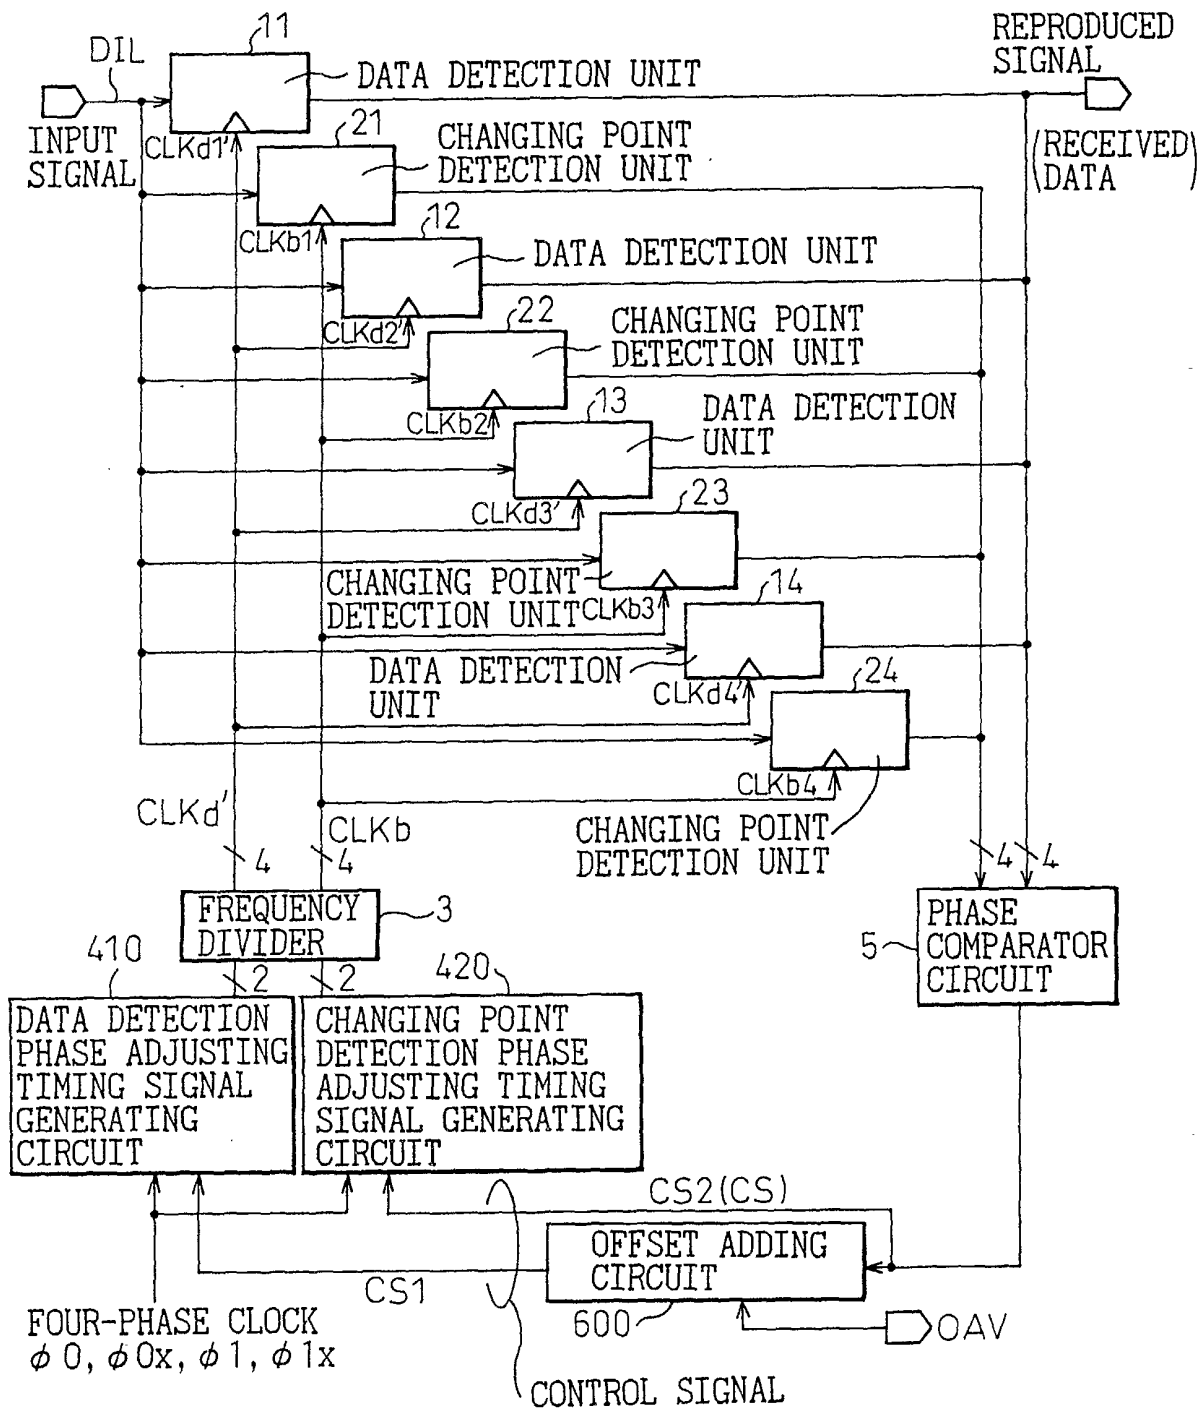 11
REPRODUCED
SIGNAL
DIL
DATA DETECTION UNIT
INPUT
SIGNAL
CLKd1'
21
CHANGING POINT
DETECTION UNIT
(RECEIVED
DATA)
CLKb1
12
DATA DETECTION UNIT
CLKd2'
22
CHANGING POINT
DETECTION UNIT
CLKb2
13
DATA DETECTION
UNIT
CLKd3'
23
CHANGING POINT
DETECTION UNIT
CLKb3
14
DATA DETECTION
UNIT
CLKd4'
24
CLKb4
CHANGING POINT
DETECTION UNIT
CLKd'
CLKb
4
4
4
4
FREQUENCY
DIVIDER
3
PHASE
COMPARATOR
CIRCUIT
5
410
2
2
420
DATA DETECTION
PHASE ADJUSTING
TIMING SIGNAL
GENERATING
CIRCUIT
CHANGING POINT
DETECTION PHASE
ADJUSTING TIMING
SIGNAL GENERATING
CIRCUIT
CS2(CS)
OFFSET ADDING
CIRCUIT
CS1
600
OAV
FOUR-PHASE CLOCK
φ0, φ0x, φ1, φ1x
CONTROL SIGNAL